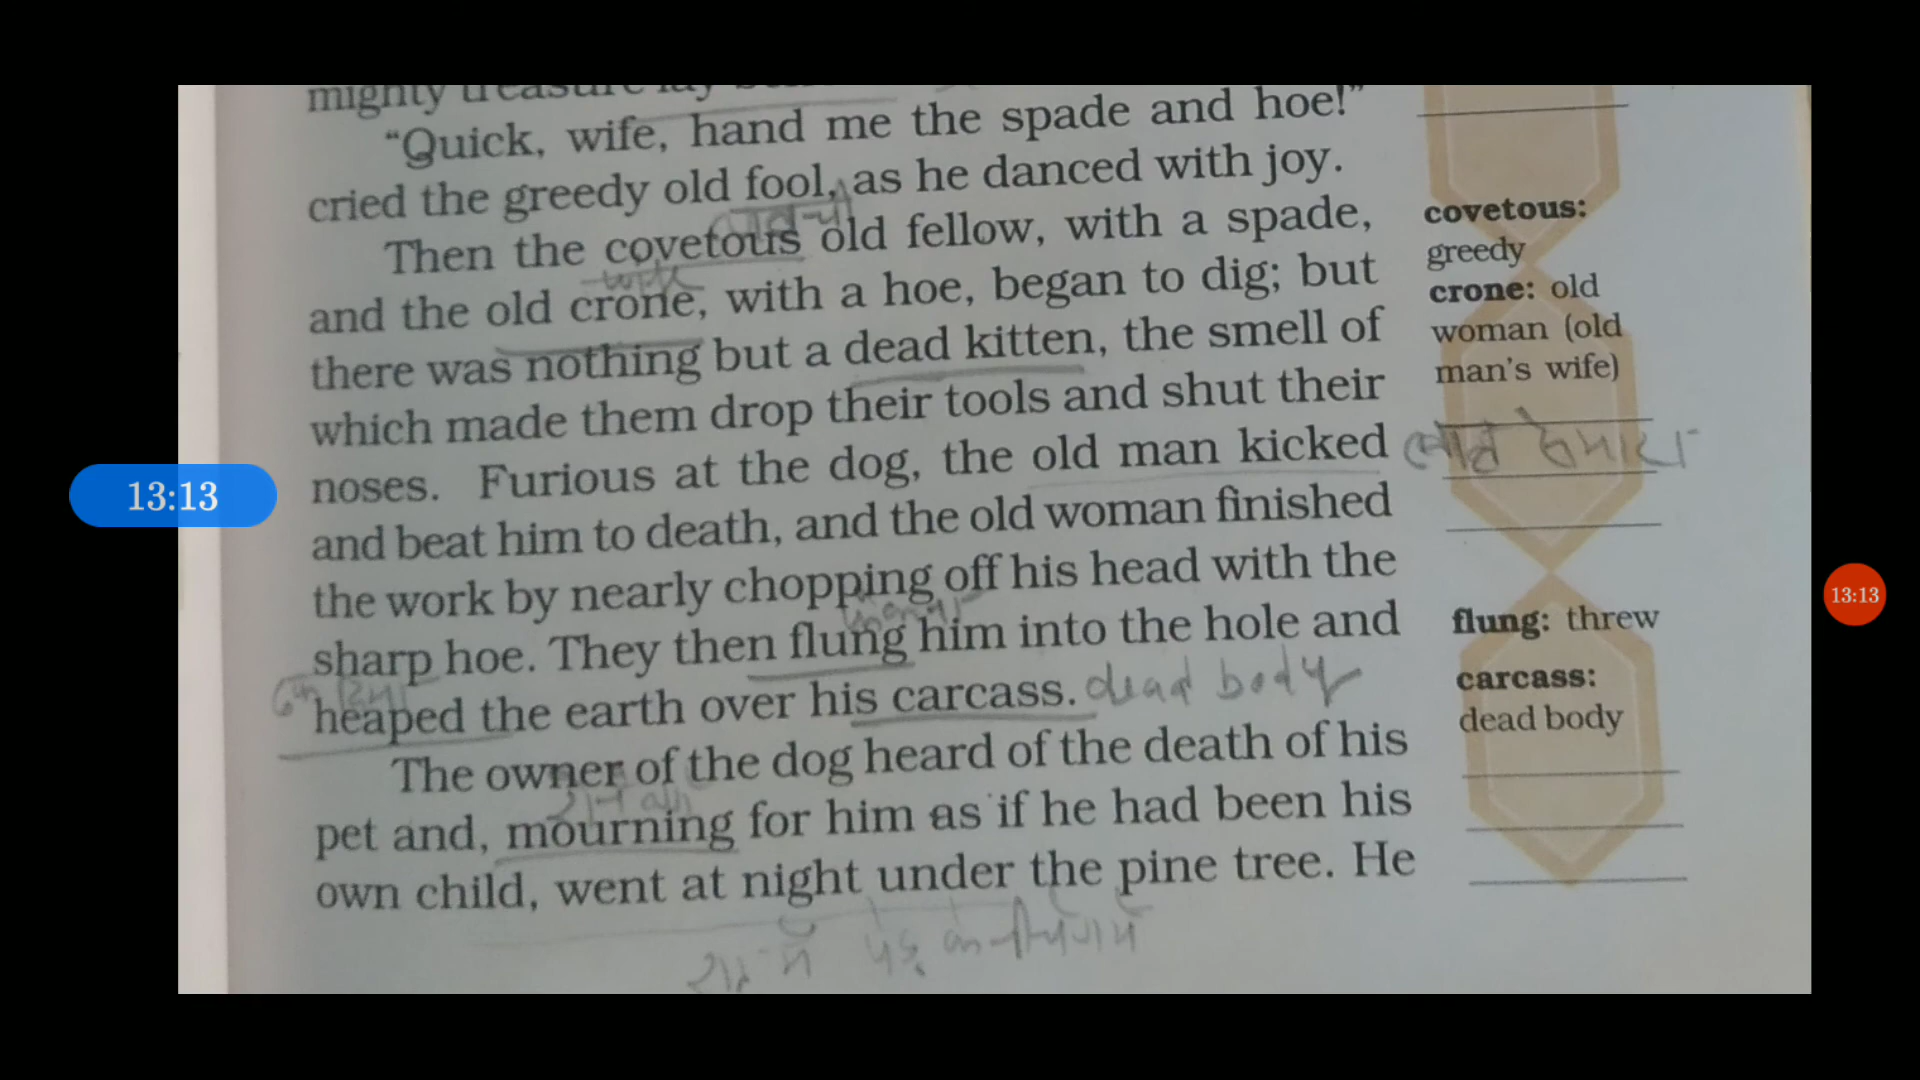 mighty treasure lay
“Quick, wife, hand me the spade and hoe!”
cried the greedy old fool, as he danced with joy.
Then the covetous old fellow, with a spade,
and the old crone, with a hoe, began to dig; but
there was nothing but a dead kitten, the smell of
which made them drop their tools and shut their
noses. Furious at the dog, the old man kicked
and beat him to death, and the old woman finished
the work by nearly chopping off his head with the
sharp hoe. They then flung him into the hole and
heaped the earth over his carcass. dead body
The owner of the dog heard of the death of his
pet and, mourning for him as if he had been his
own child, went at night under the pine tree. He
covetous:
greedy
crone: old
woman (old
man's wife)
flung: threw
carcass:
dead body
13:13
13:13